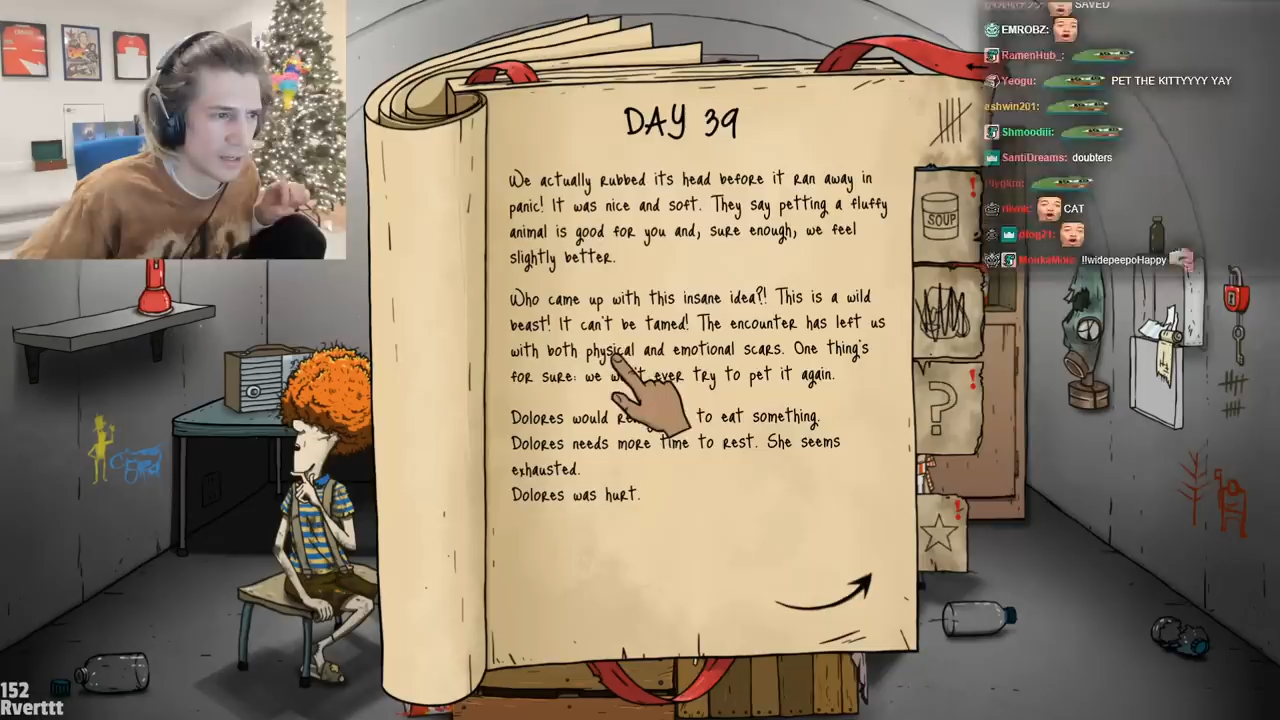 DAY 39
We actually rubbed its head before it ran away in
panic! It was nice and soft. They say petting a fluffy
animal is good for you and, sure enough, we feel
slightly better.
Who came up with this insane idea?! This is a wild
beast! It can't be tamed! The encounter has left us
with both physical and emotional scars. One thing's
for sure: we ever try to pet it again.
Dolores would to eat something.
Dolores needs more time to rest. She seems
exhausted.
Dolores was hurt.
SOUP
?
SAVED
EMROBZ:
RamenHub_:
Yeogu: PET THE KITTYYYY YAY
ashwin201:
Shmoodiii:
SantiDreams: doubters
CAT
MonkaMore: !!widepeepoHappy
152
Rverttt